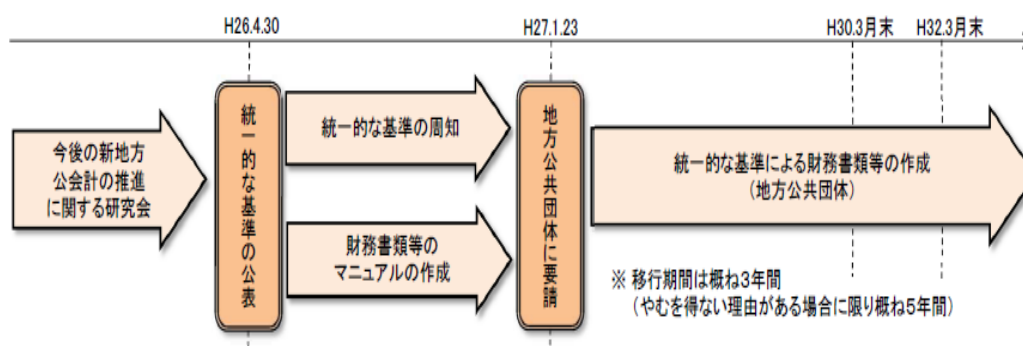 H26.4.30
H27.1.23
H30.3月末
H32.3月末
今後の新地方
公会計の推進
に関する研究会
統一的な基準の公表
統一的な基準の周知
財務書類等の
マニュアルの作成
地方公共団体に要請
統一的な基準による財務書類等の作成
(地方公共団体)
※ 移行期間は概ね3年間
(やむを得ない理由がある場合に限り概ね5年間)